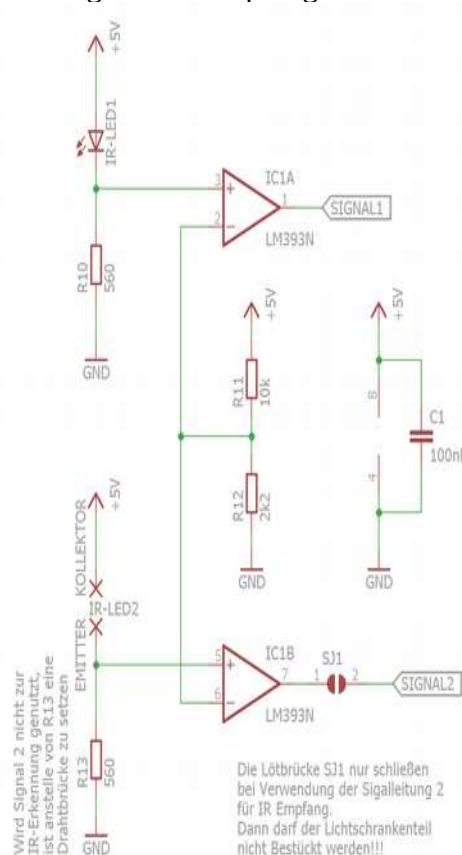 +5V
IR-LED1
R10
560
GND
3
2
1
IC1A
LM393N
SIGNAL1
+5V
R11
10k
R12
2k2
GND
+5V
8
4
C1
GND
+5V
KOLLEKTOR
IR-LED2
EMITTER
R13
560
GND
5
6
7
IC1B
LM393N
SJ1
1
2
SIGNAL2
Wird Signal 2 nicht zur
IR-Erkennung genutzt,
ist anstelle von R13 eine
Drahtbrücke zu setzen
Die Lötbrücke SJ1 nur schließen
bei Verwendung der Sigalleitung 2
für IR Empfang.
Dann darf der Lichtschrankenteil
nicht Bestückt werden!!!